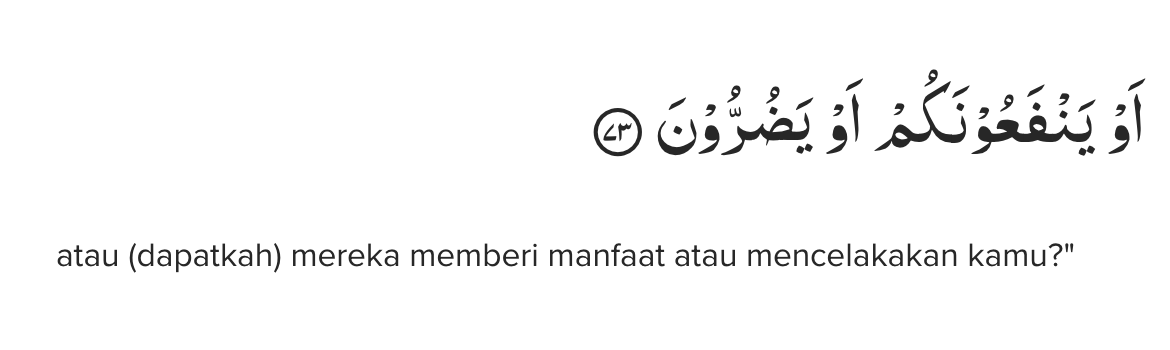 اَوْ يَنْفَعُوْنَكُمْ اَوْ يَضُرُّوْنَ ٧٣
atau (dapatkah) mereka memberi manfaat atau mencelakakan kamu?"